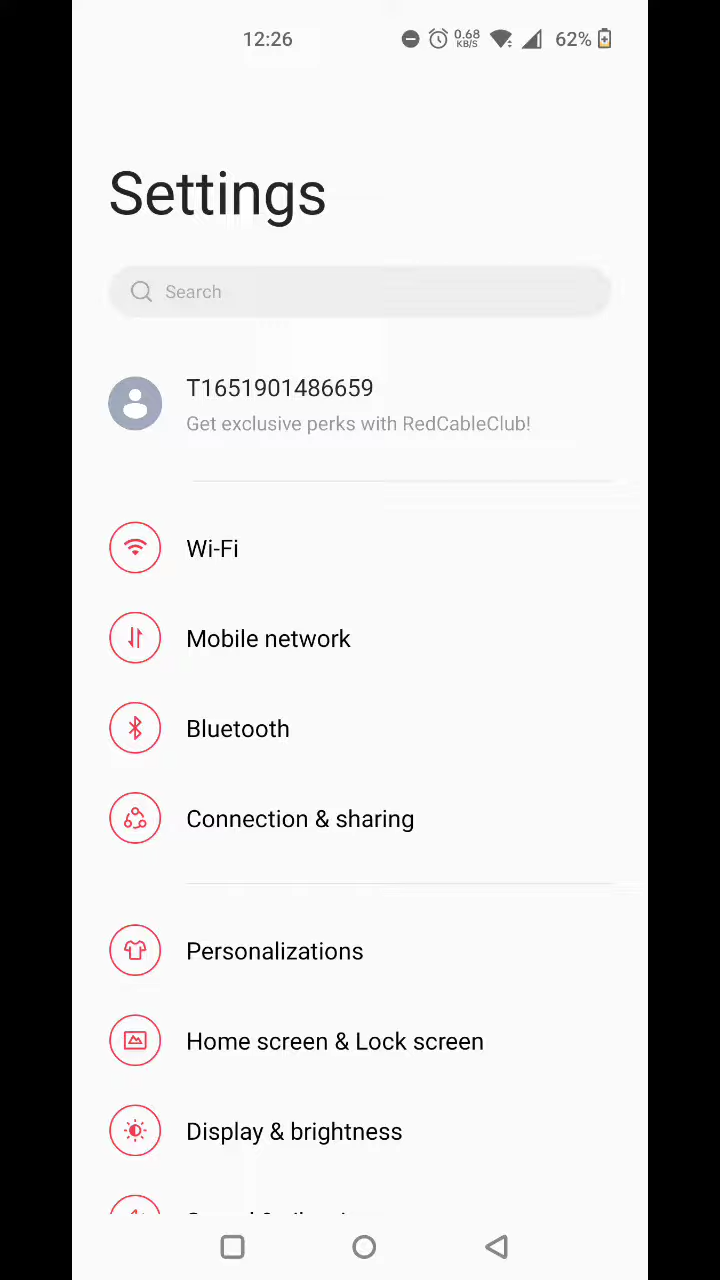 12:26
0.68
KB/S
62%
Settings
Search
T1651901486659
Get exclusive perks with RedCableClub!
Wi-Fi
Mobile network
Bluetooth
Connection & sharing
Personalizations
Home screen & Lock screen
Display & brightness